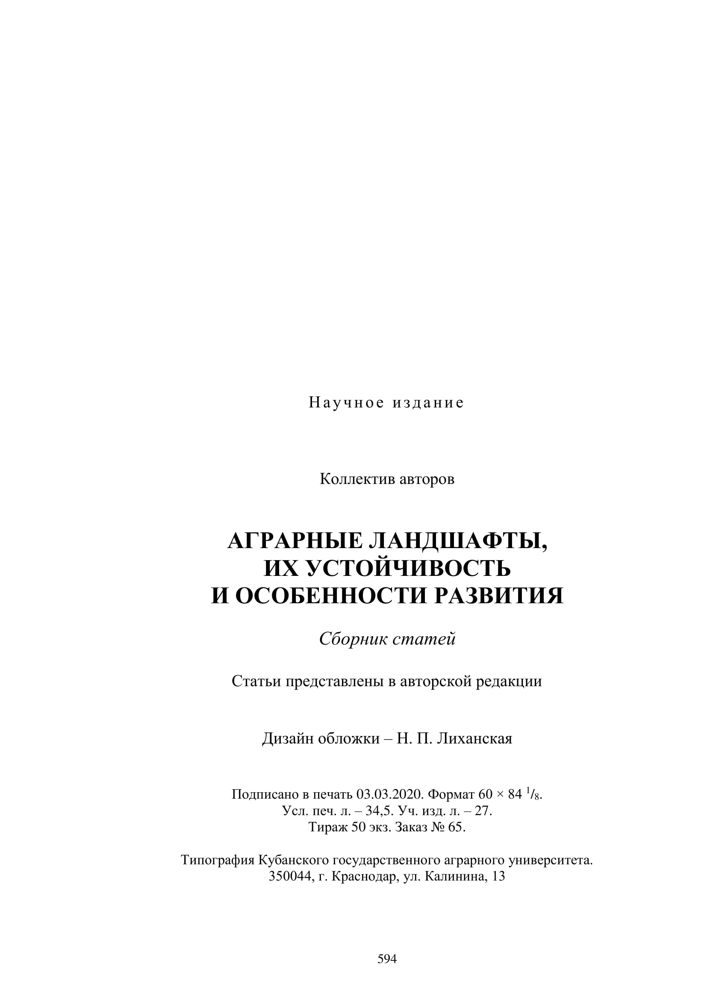 Научное издание
Коллектив авторов
АГРАРНЫЕ ЛАНДШАФТЫ,
ИХ УСТОЙЧИВОСТЬ
И ОСОБЕННОСТИ РАЗВИТИЯ
Сборник статей
Статьи представлены в авторской редакции
Дизайн обложки – Н. П. Лиханская
Подписано в печать 03.03.2020. Формат 60 × 84 1/8.
Усл. печ. л. – 34,5. Уч. изд. л. – 27.
Тираж 50 экз. Заказ № 65.
Типография Кубанского государственного аграрного университета.
350044, г. Краснодар, ул. Калинина, 13
594